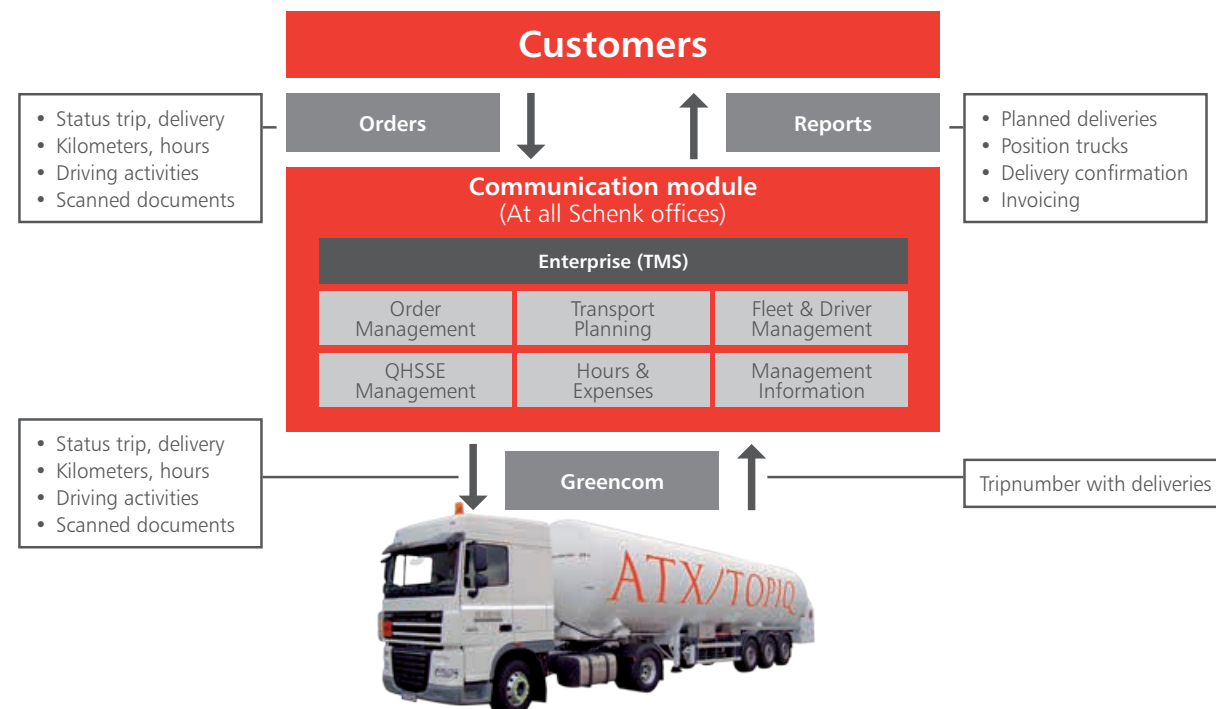 Customers
Orders
Reports
• Status trip, delivery
• Kilometers, hours
• Driving activities
• Scanned documents
• Planned deliveries
• Position trucks
• Delivery confirmation
• Invoicing
Communication module
(At all Schenk offices)
Enterprise (TMS)
Order
Management
Transport
Planning
Fleet & Driver
Management
QHSSE
Management
Hours &
Expenses
Management
Information
• Status trip, delivery
• Kilometers, hours
• Driving activities
• Scanned documents
Greencom
Tripnumber with deliveries
ATX/TOPIQ